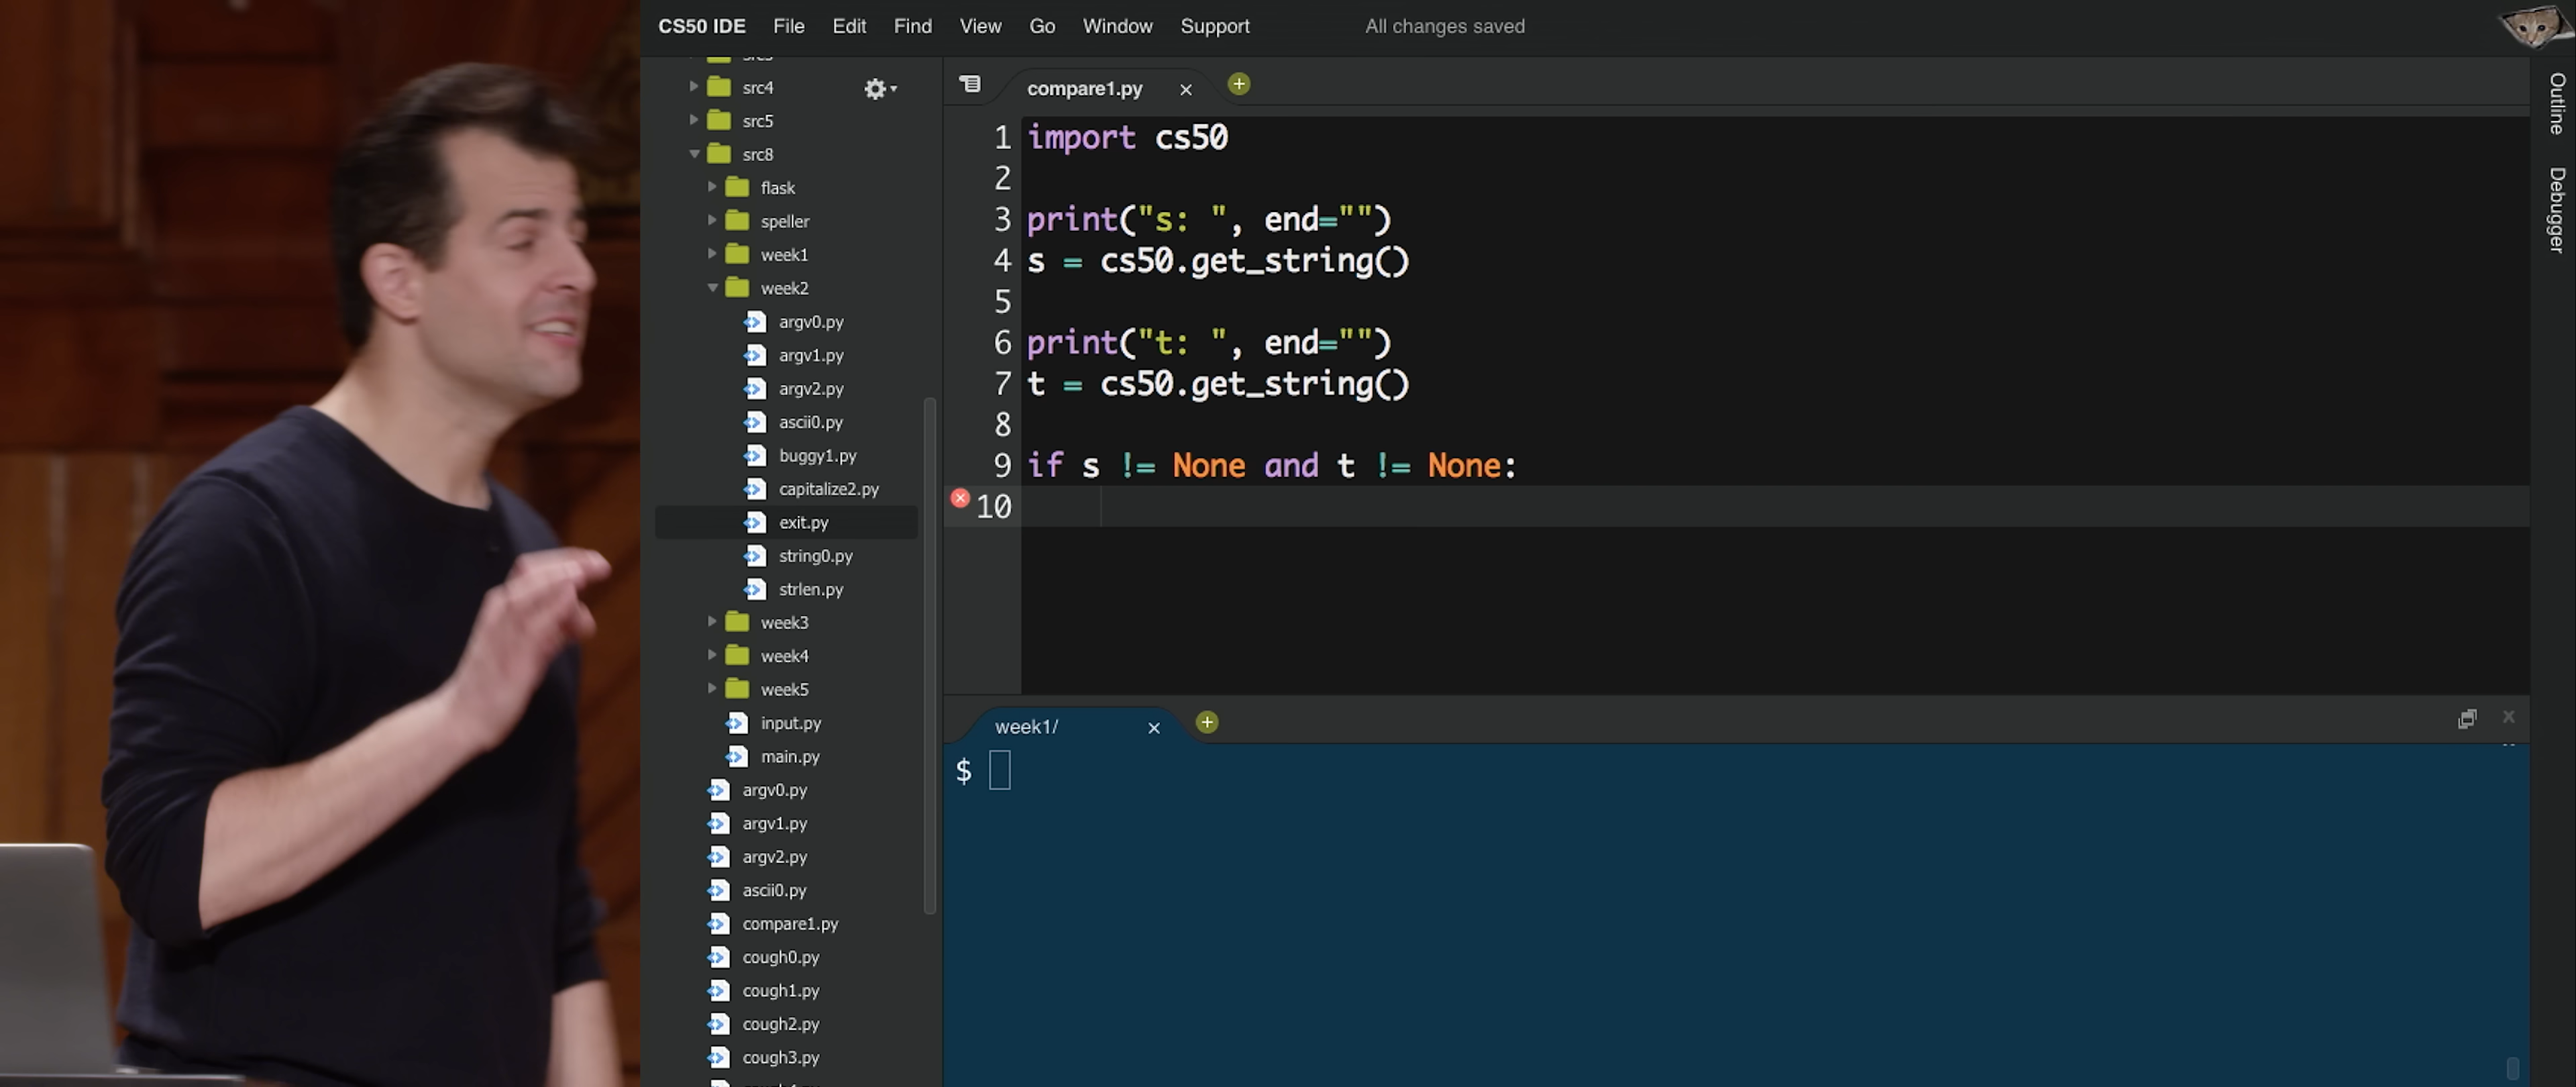 CS50 IDE File Edit Find View Go Window Support All changes saved
src4
src5
src8
flask
speller
week1
week2
argv0.py
argv1.py
argv2.py
ascii0.py
buggy1.py
capitalize2.py
exit.py
string0.py
strlen.py
week3
week4
week5
input.py
main.py
argv0.py
argv1.py
argv2.py
ascii0.py
compare1.py
cough0.py
cough1.py
cough2.py
cough3.py
compare1.py
1 import cs50
2
3 print("s: ", end="")
4 s = cs50.get_string()
5
6 print("t: ", end="")
7 t = cs50.get_string()
8
9 if s != None and t != None:
10
week1/
$
Outline
Debugger